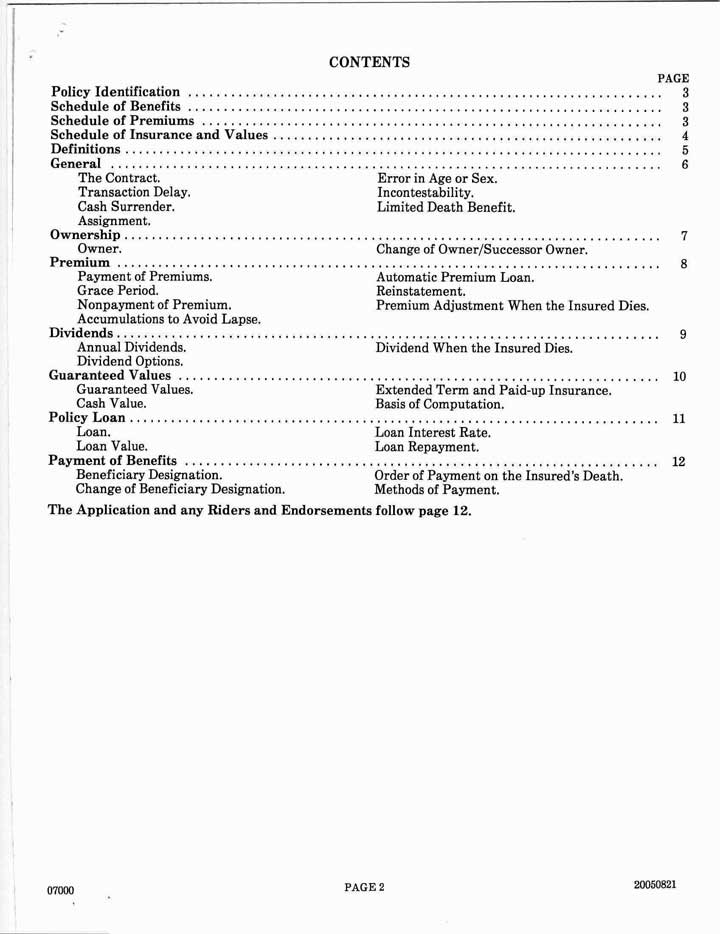 CONTENTS
PAGE
Policy Identification ........................................ 3
Schedule of Benefits ........................................ 3
Schedule of Premiums ........................................ 3
Schedule of Insurance and Values ........................................ 4
Definitions ........................................ 5
General ........................................ 6
The Contract. Error in Age or Sex.
Transaction Delay. Incontestability.
Cash Surrender. Limited Death Benefit.
Assignment.
Ownership ........................................ 7
Owner. Change of Owner/Successor Owner.
Premium ........................................ 8
Payment of Premiums. Automatic Premium Loan.
Grace Period. Reinstatement.
Nonpayment of Premium. Premium Adjustment When the Insured Dies.
Accumulations to Avoid Lapse.
Dividends ........................................ 9
Annual Dividends. Dividend When the Insured Dies.
Dividend Options.
Guaranteed Values ........................................ 10
Guaranteed Values. Extended Term and Paid-up Insurance.
Cash Value. Basis of Computation.
Policy Loan ........................................ 11
Loan. Loan Interest Rate.
Loan Value. Loan Repayment.
Payment of Benefits ........................................ 12
Beneficiary Designation. Order of Payment on the Insured's Death.
Change of Beneficiary Designation. Methods of Payment.
The Application and any Riders and Endorsements follow page 12.
07000 PAGE 2 20050821